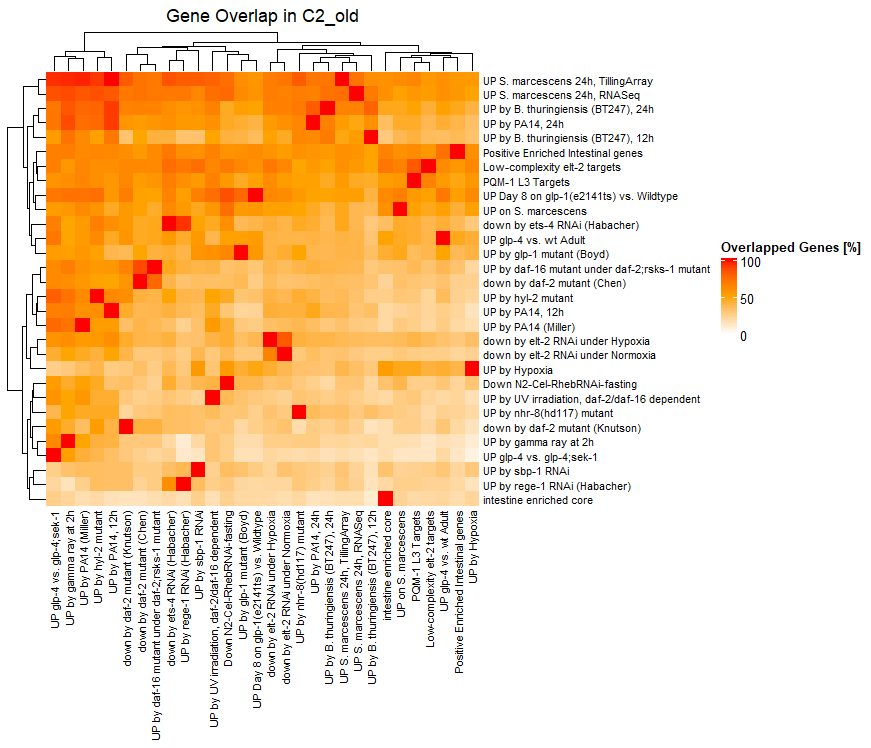 Gene Overlap in C2_old
UP S. marcescens 24h, TillingArray
UP S. marcescens 24h, RNASeq
UP by B. thuringiensis (BT247), 24h
UP by PA14, 24h
UP by B. thuringiensis (BT247), 12h
Positive Enriched Intestinal genes
Low-complexity elt-2 targets
PQM-1 L3 Targets
UP Day 8 on glp-1(e2141ts) vs. Wildtype
UP on S. marcescens
down by ets-4 RNAi (Habacher)
UP glp-4 vs. wt Adult
UP by glp-1 mutant (Boyd)
UP by daf-16 mutant under daf-2;rsks-1 mutant
down by daf-2 mutant (Chen)
UP by hyl-2 mutant
UP by PA14, 12h
UP by PA14 (Miller)
down by elt-2 RNAi under Hypoxia
down by elt-2 RNAi under Normoxia
UP by Hypoxia
Down N2-Cel-RhebRNAi-fasting
UP by UV irradiation, daf-2/daf-16 dependent
UP by nhr-8(hd117) mutant
down by daf-2 mutant (Knutson)
UP by gamma ray at 2h
UP glp-4 vs. glp-4;sek-1
UP by sbp-1 RNAi
UP by rege-1 RNAi (Habacher)
intestine enriched core
Overlapped Genes [%]
100
50
0
UP glp-4 vs. glp-4;sek-1
UP by gamma ray at 2h
UP by PA14 (Miller)
UP by hyl-2 mutant
UP by PA14, 12h
down by daf-2 mutant (Knutson)
down by daf-2 mutant (Chen)
UP by daf-16 mutant under daf-2;rsks-1 mutant
down by ets-4 RNAi (Habacher)
UP by rege-1 RNAi (Habacher)
UP by sbp-1 RNAi
UP by UV irradiation, daf-2/daf-16 dependent
Down N2-Cel-RhebRNAi-fasting
UP by glp-1 mutant (Boyd)
UP Day 8 on glp-1(e2141ts) vs. Wildtype
down by elt-2 RNAi under Hypoxia
down by elt-2 RNAi under Normoxia
UP by nhr-8(hd117) mutant
UP by PA14, 24h
UP by B. thuringiensis (BT247), 24h
UP S. marcescens 24h, TillingArray
UP S. marcescens 24h, RNASeq
UP by B. thuringiensis (BT247), 12h
intestine enriched core
UP on S. marcescens
PQM-1 L3 Targets
Low-complexity elt-2 targets
UP glp-4 vs. wt Adult
Positive Enriched Intestinal genes
UP by Hypoxia